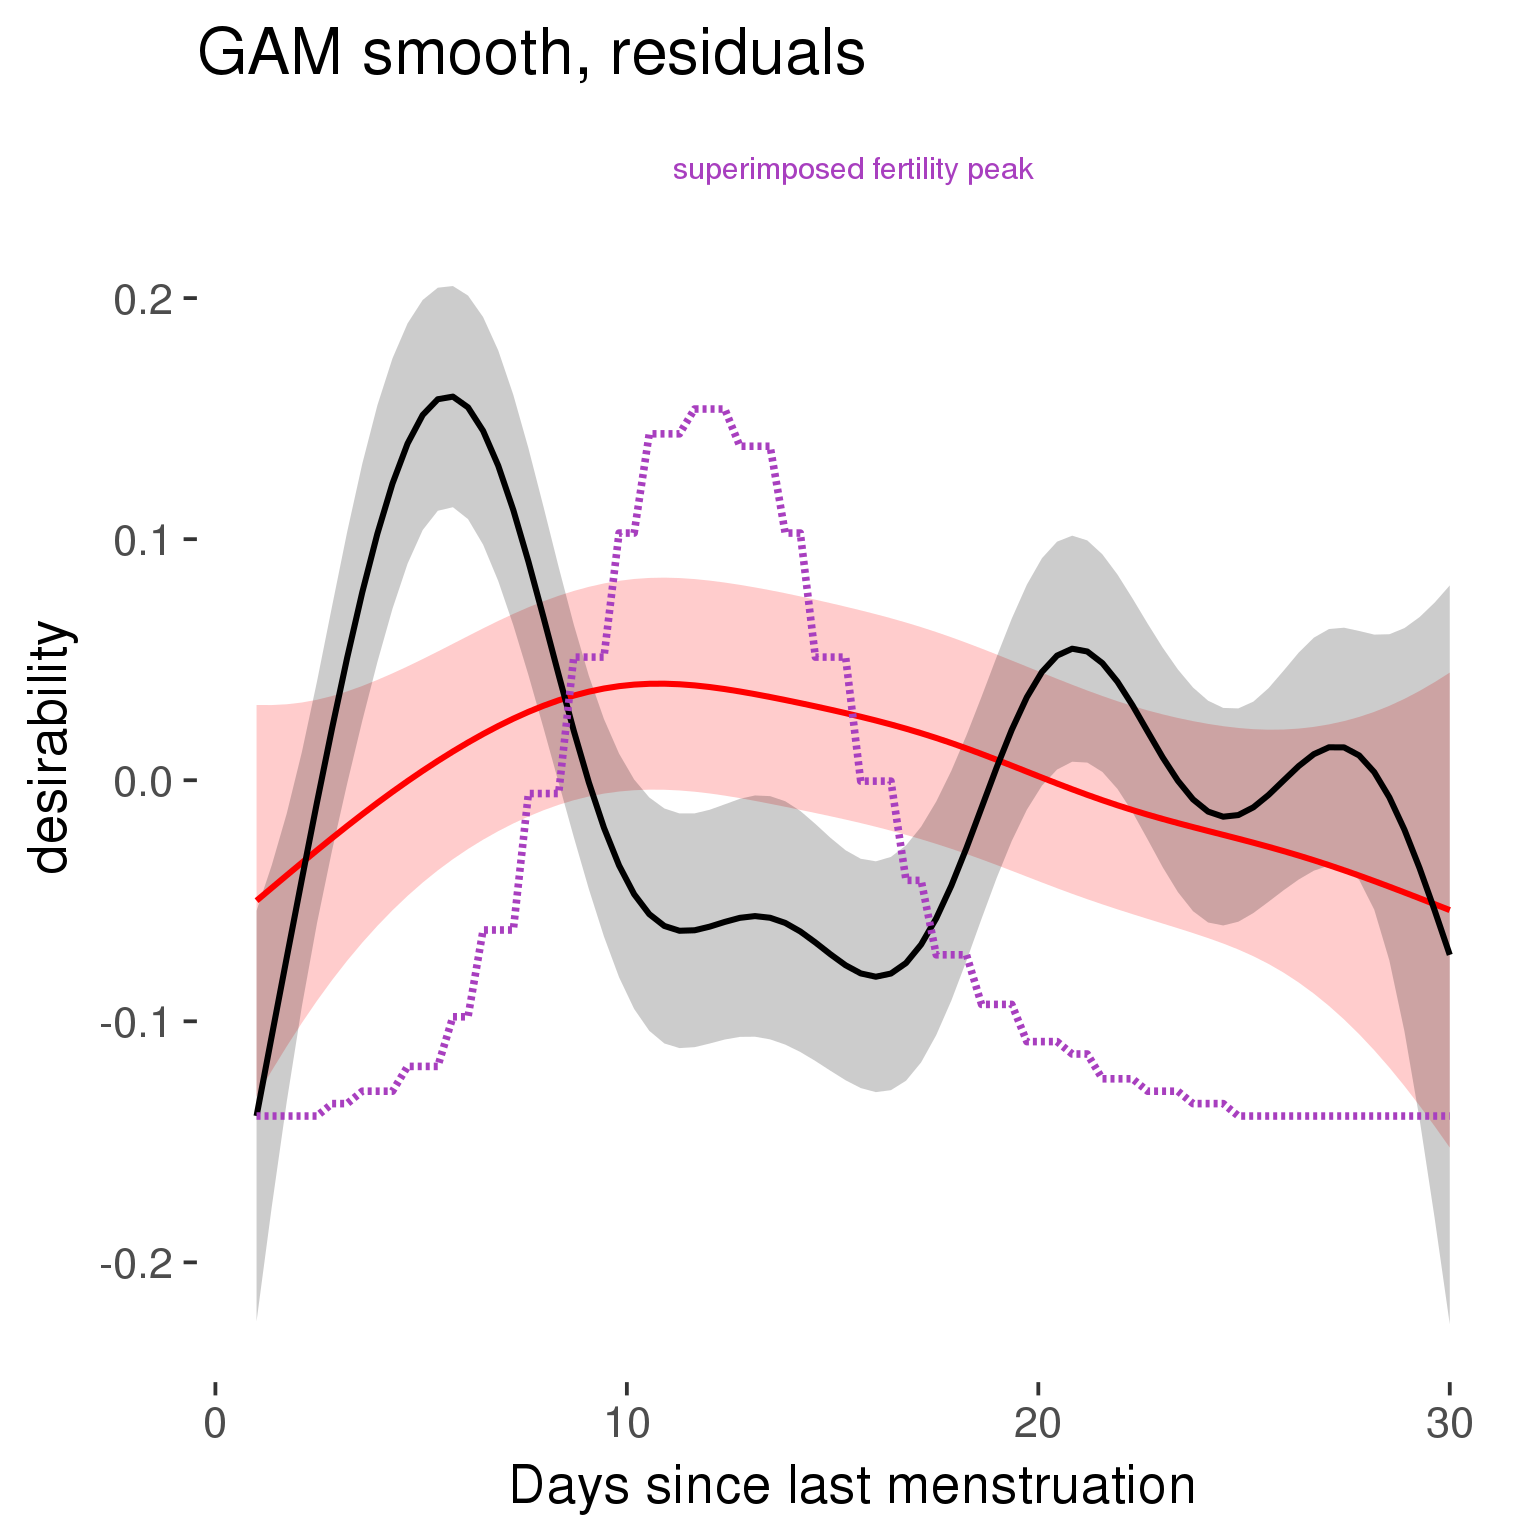 GAM smooth, residuals
superimposed fertility peak
desirability
0.2
0.1
0.0
-0.1
-0.2
0 10 20 30
Days since last menstruation